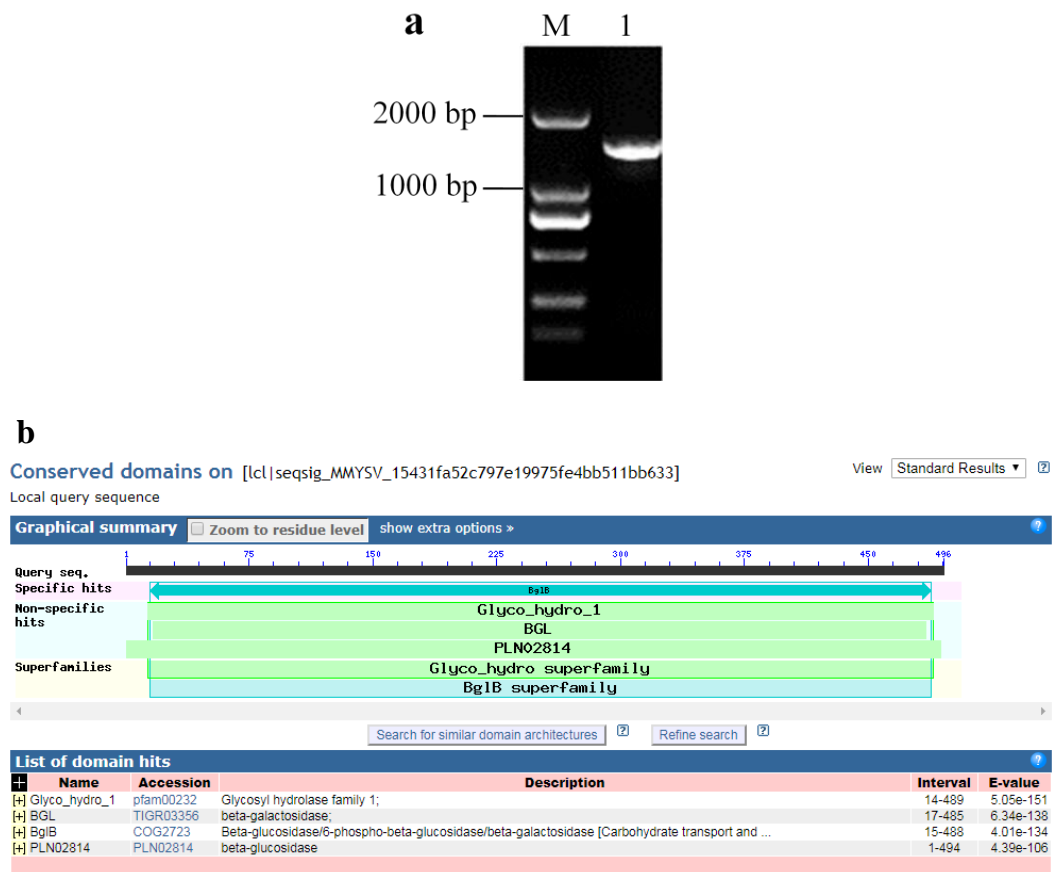 a
M 1
2000 bp
1000 bp
b
Conserved domains on [lcl|seqsig_MMYSV_15431fa52c797e19975fe4bb511bb633]
View Standard Results ▼ ?
Local query sequence
Graphical summary Zoom to residue level show extra options » ?
1 75 150 225 300 375 450 496
Query seq.
Specific hits BglB
Non-specific hits Glyco_hydro_1
BGL
PLN02814
Superfamilies Glyco_hydro superfamily
BglB superfamily
Search for similar domain architectures ? Refine search ?
List of domain hits ?
+ Name Accession Description Interval E-value
[+] Glyco_hydro_1 pfam00232 Glycosyl hydrolase family 1; 14-489 5.05e-151
[+] BGL TIGR03356 beta-galactosidase; 17-485 6.34e-138
[+] BglB COG2723 Beta-glucosidase/6-phospho-beta-glucosidase/beta-galactosidase [Carbohydrate transport and ... 15-488 4.01e-134
[+] PLN02814 PLN02814 beta-glucosidase 1-494 4.39e-106